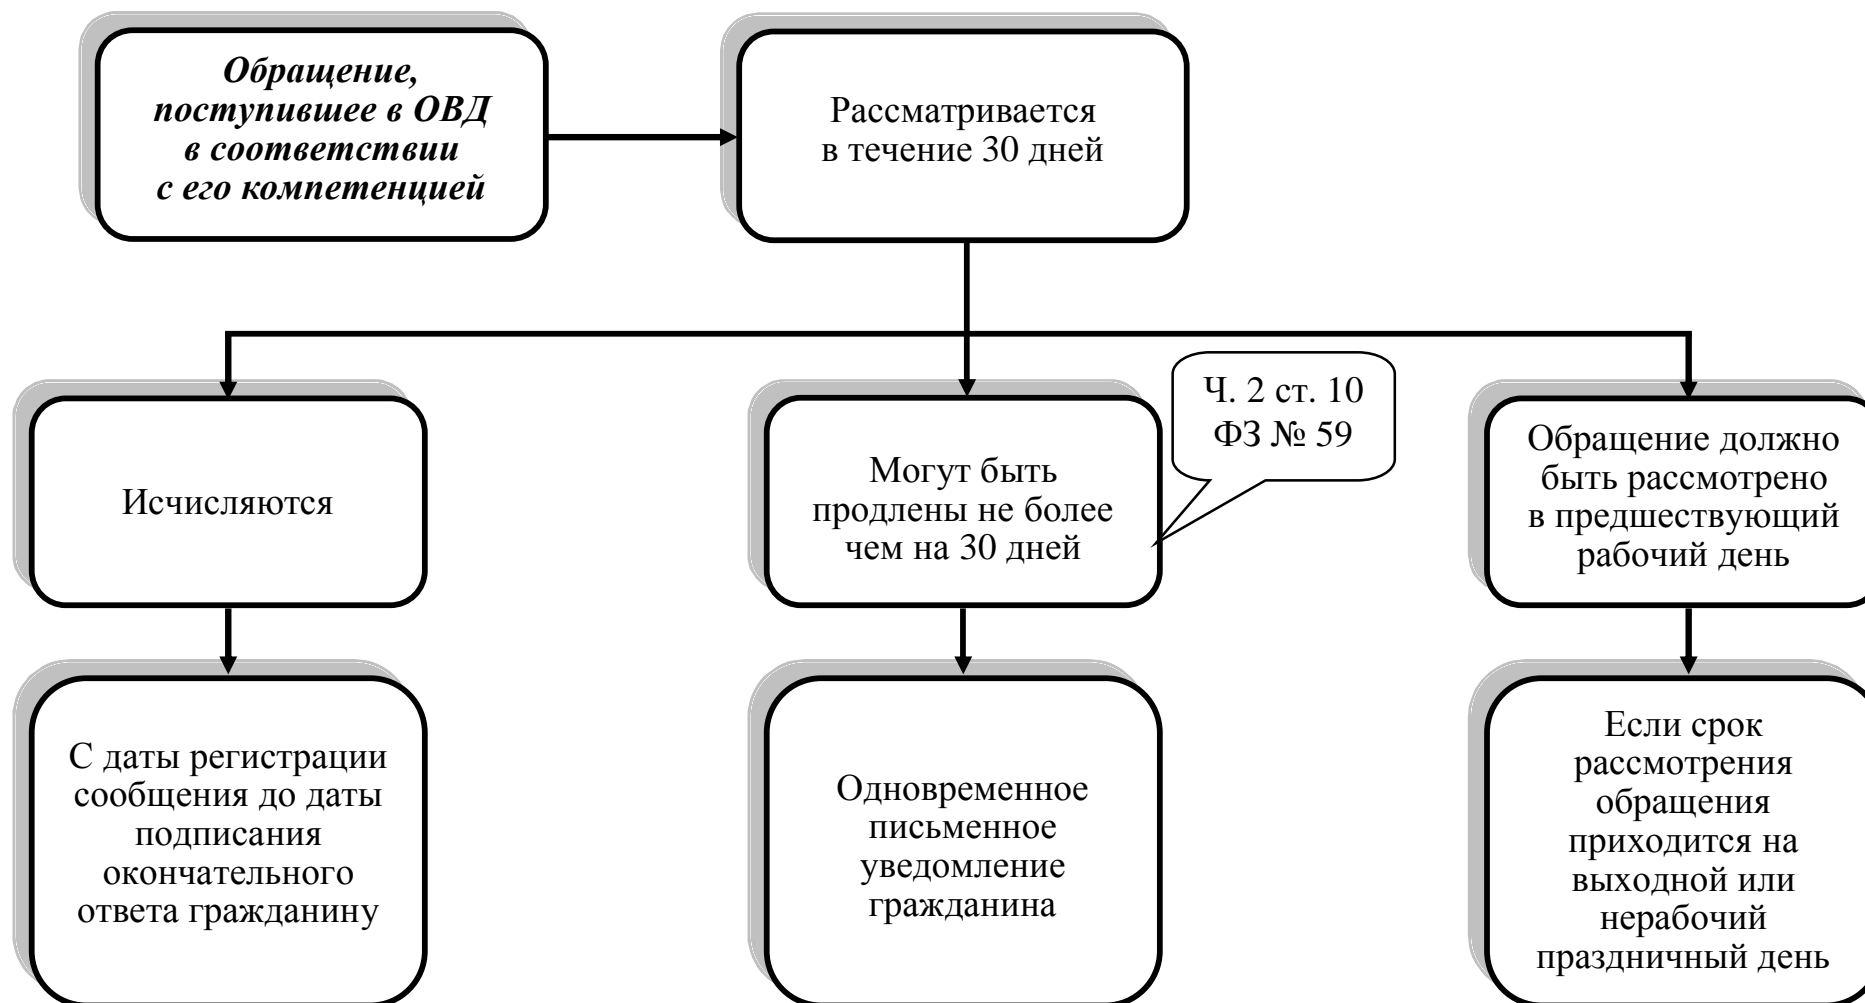 Обращение,
поступившее в ОВД
в соответствии
с его компетенцией
Рассматривается
в течение 30 дней
Исчисляются
Могут быть
продлены не более
чем на 30 дней
Ч. 2 ст. 10
ФЗ № 59
Обращение должно
быть рассмотрено
в предшествующий
рабочий день
С даты регистрации
сообщения до даты
подписания
окончательного
ответа гражданину
Одновременное
письменное
уведомление
гражданина
Если срок
рассмотрения
обращения
приходится на
выходной или
нерабочий
праздничный день